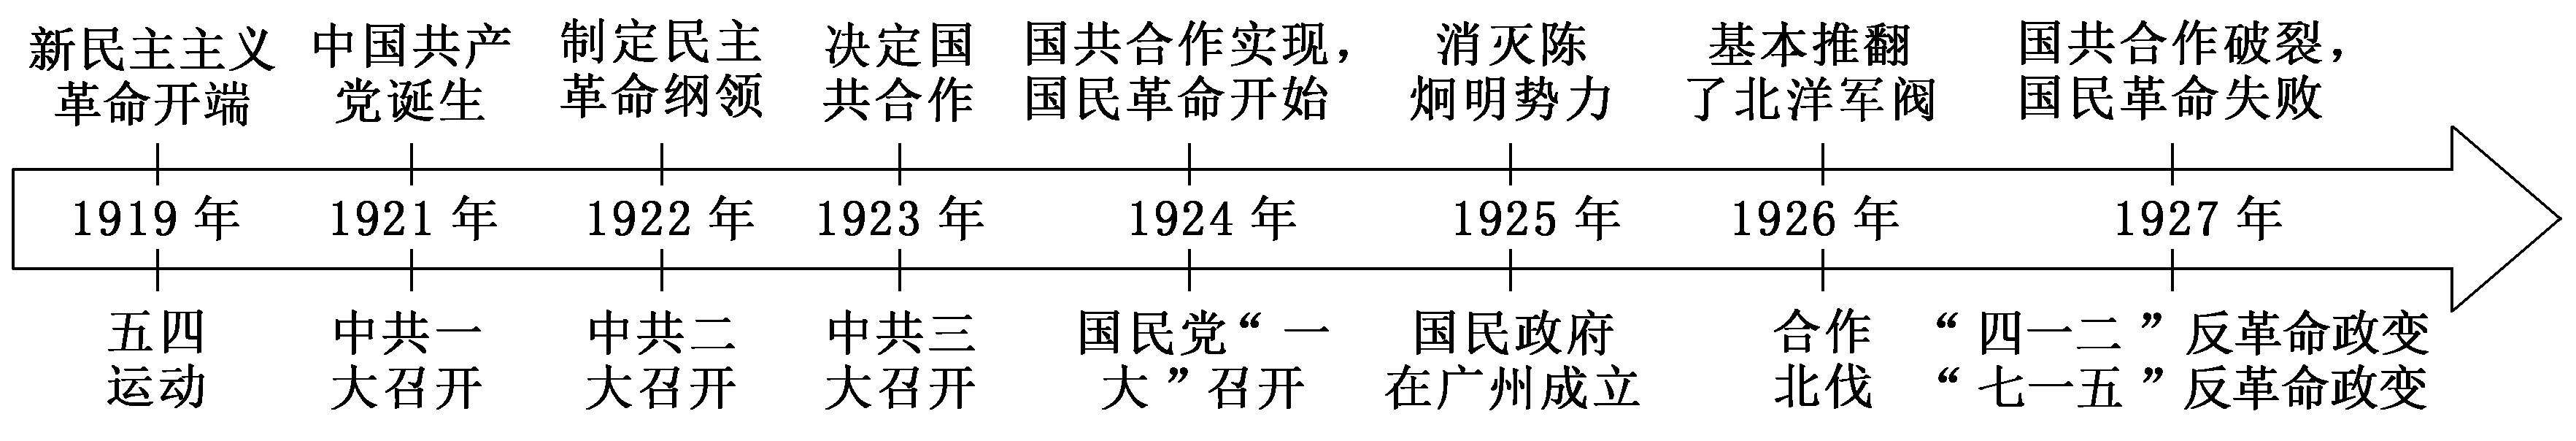 新民主主义
革命开端
中国共产
党诞生
制定民主
革命纲领
决定国
共合作
国共合作实现，
国民革命开始
消灭陈
炯明势力
基本推翻
了北洋军阀
国共合作破裂，
国民革命失败
1919年
1921年
1922年
1923年
1924年
1925年
1926年
1927年
五四
运动
中共一
大召开
中共二
大召开
中共三
大召开
国民党“一
大”召开
国民政府
在广州成立
合作
北伐
“四一二”反革命政变
“七一五”反革命政变